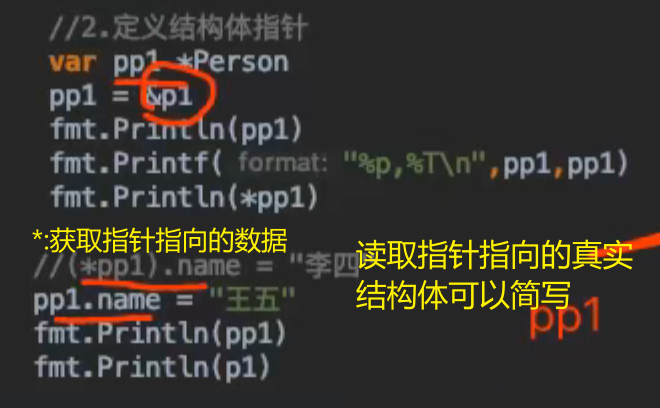 //2.定义结构体指针
var pp1 *Person
pp1 = &p1
fmt.Println(pp1)
fmt.Printf( format: "%p,%T\n",pp1,pp1)
fmt.Println(*pp1)
*:获取指针指向的数据
//(*pp1).name = "李四
读取指针指向的真实
结构体可以简写
pp1.name = "王五"
pp1
fmt.Println(pp1)
fmt.Println(p1)